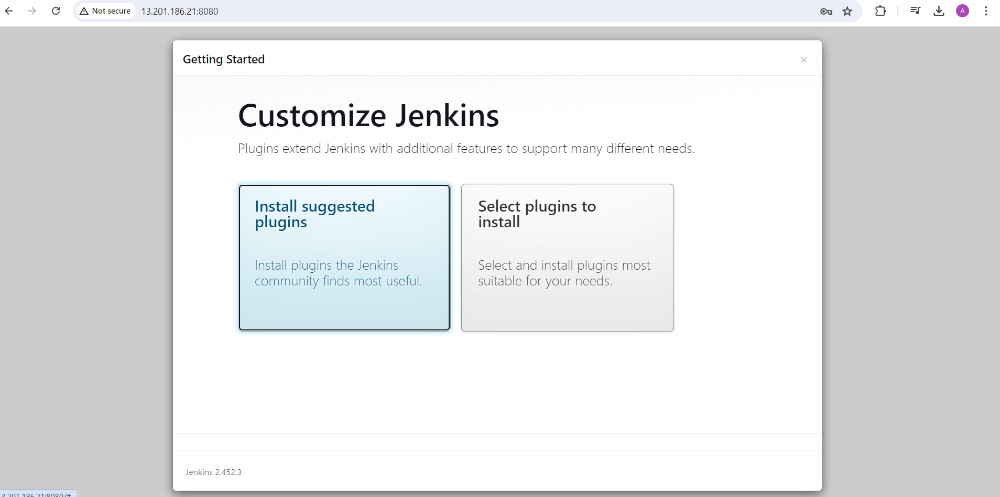 Not secure 13.201.186.21:8080
A
Getting Started
×
Customize Jenkins
Plugins extend Jenkins with additional features to support many different needs.
Install suggested
plugins
Install plugins the Jenkins
community finds most useful.
Select plugins to
install
Select and install plugins most
suitable for your needs.
Jenkins 2.452.3
3.201.186.21:8080/#